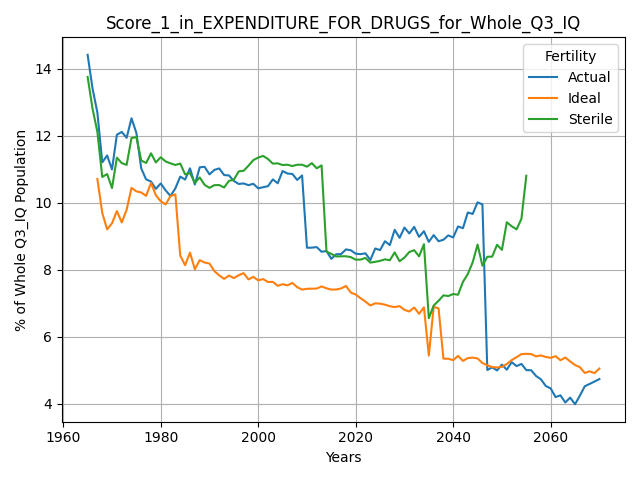 Score_1_in_EXPENDITURE_FOR_DRUGS_for_Whole_Q3_IQ
Fertility
Actual
Ideal
Sterile
% of Whole Q3_IQ Population
14
12
10
8
6
4
1960
1980
2000
2020
2040
2060
Years